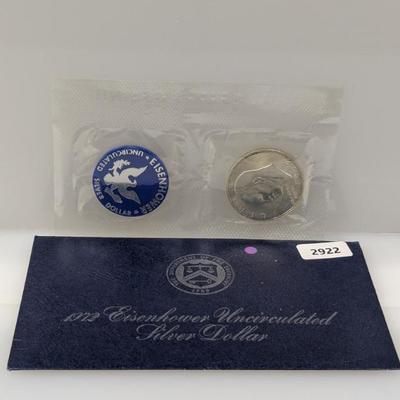 EISENHOWER
UNCIRCULATED
DOLLAR
2922
1972 Eisenhower Uncirculated
Silver Dollar